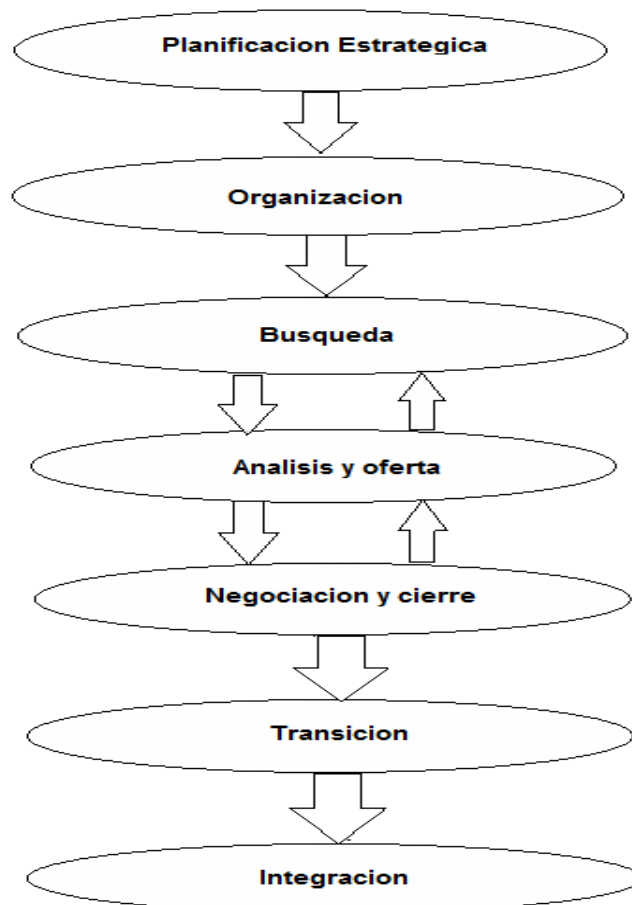 Planificacion Estrategica
Organizacion
Busqueda
Analisis y oferta
Negociacion y cierre
Transicion
Integracion